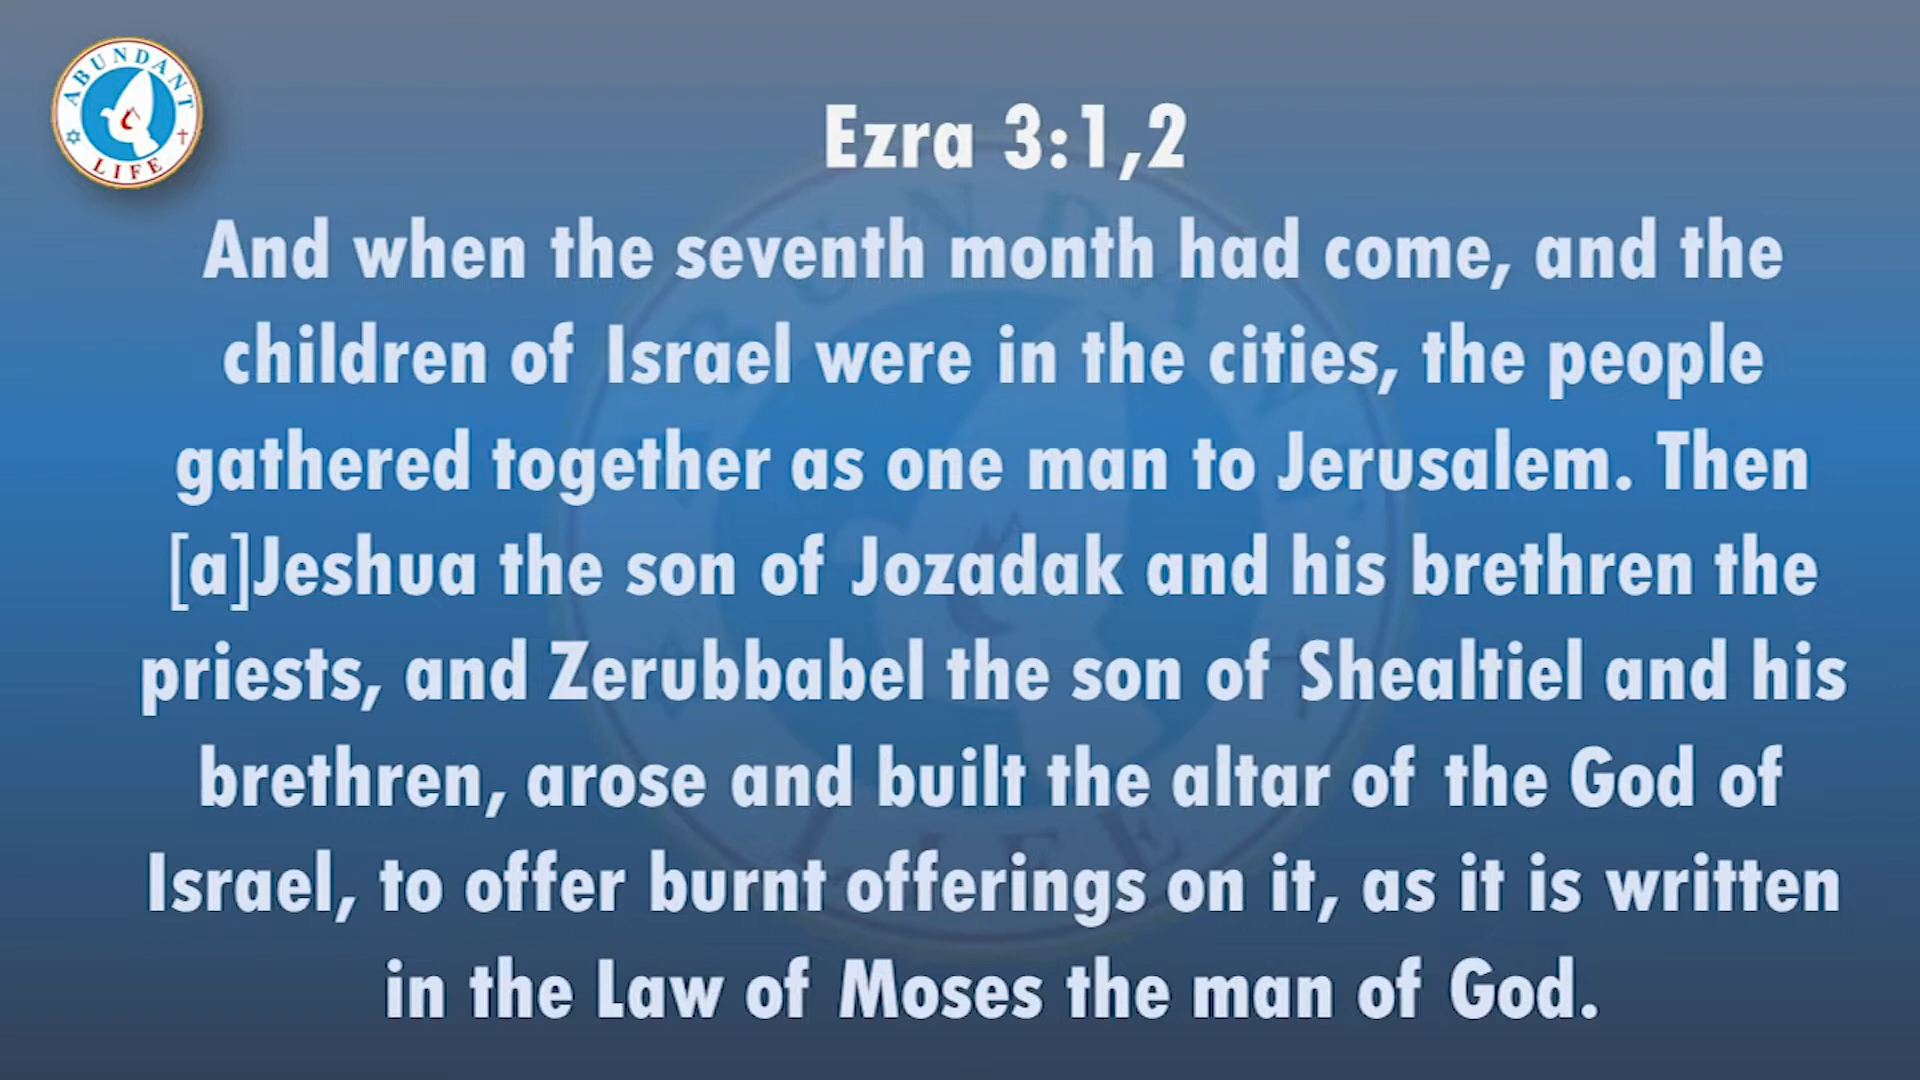 ABUNDANT
LIFE
Ezra 3:1,2
And when the seventh month had come, and the
children of Israel were in the cities, the people
gathered together as one man to Jerusalem. Then
[a]Jeshua the son of Jozadak and his brethren the
priests, and Zerubbabel the son of Shealtiel and his
brethren, arose and built the altar of the God of
Israel, to offer burnt offerings on it, as it is written
in the Law of Moses the man of God.